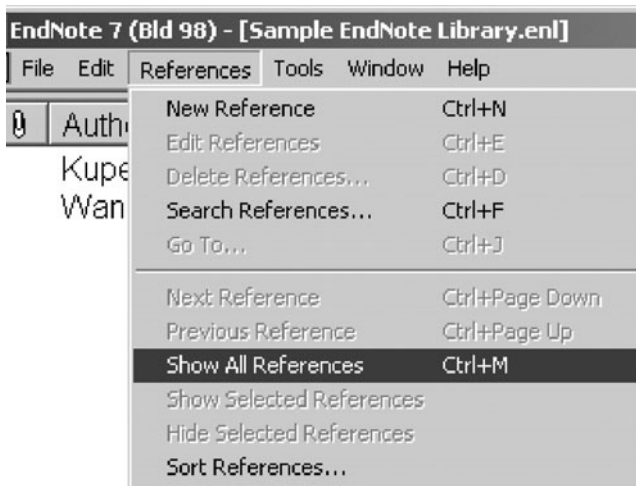 EndNote 7 (Bld 98) - [Sample EndNote Library.enl]
File Edit References Tools Window Help
New Reference Ctrl+N
Edit References Ctrl+E
Delete References... Ctrl+D
Search References... Ctrl+F
Go To... Ctrl+J
Next Reference Ctrl+Page Down
Previous Reference Ctrl+Page Up
Show All References Ctrl+M
Show Selected References
Hide Selected References
Sort References...
Auth
Kupe
Wan